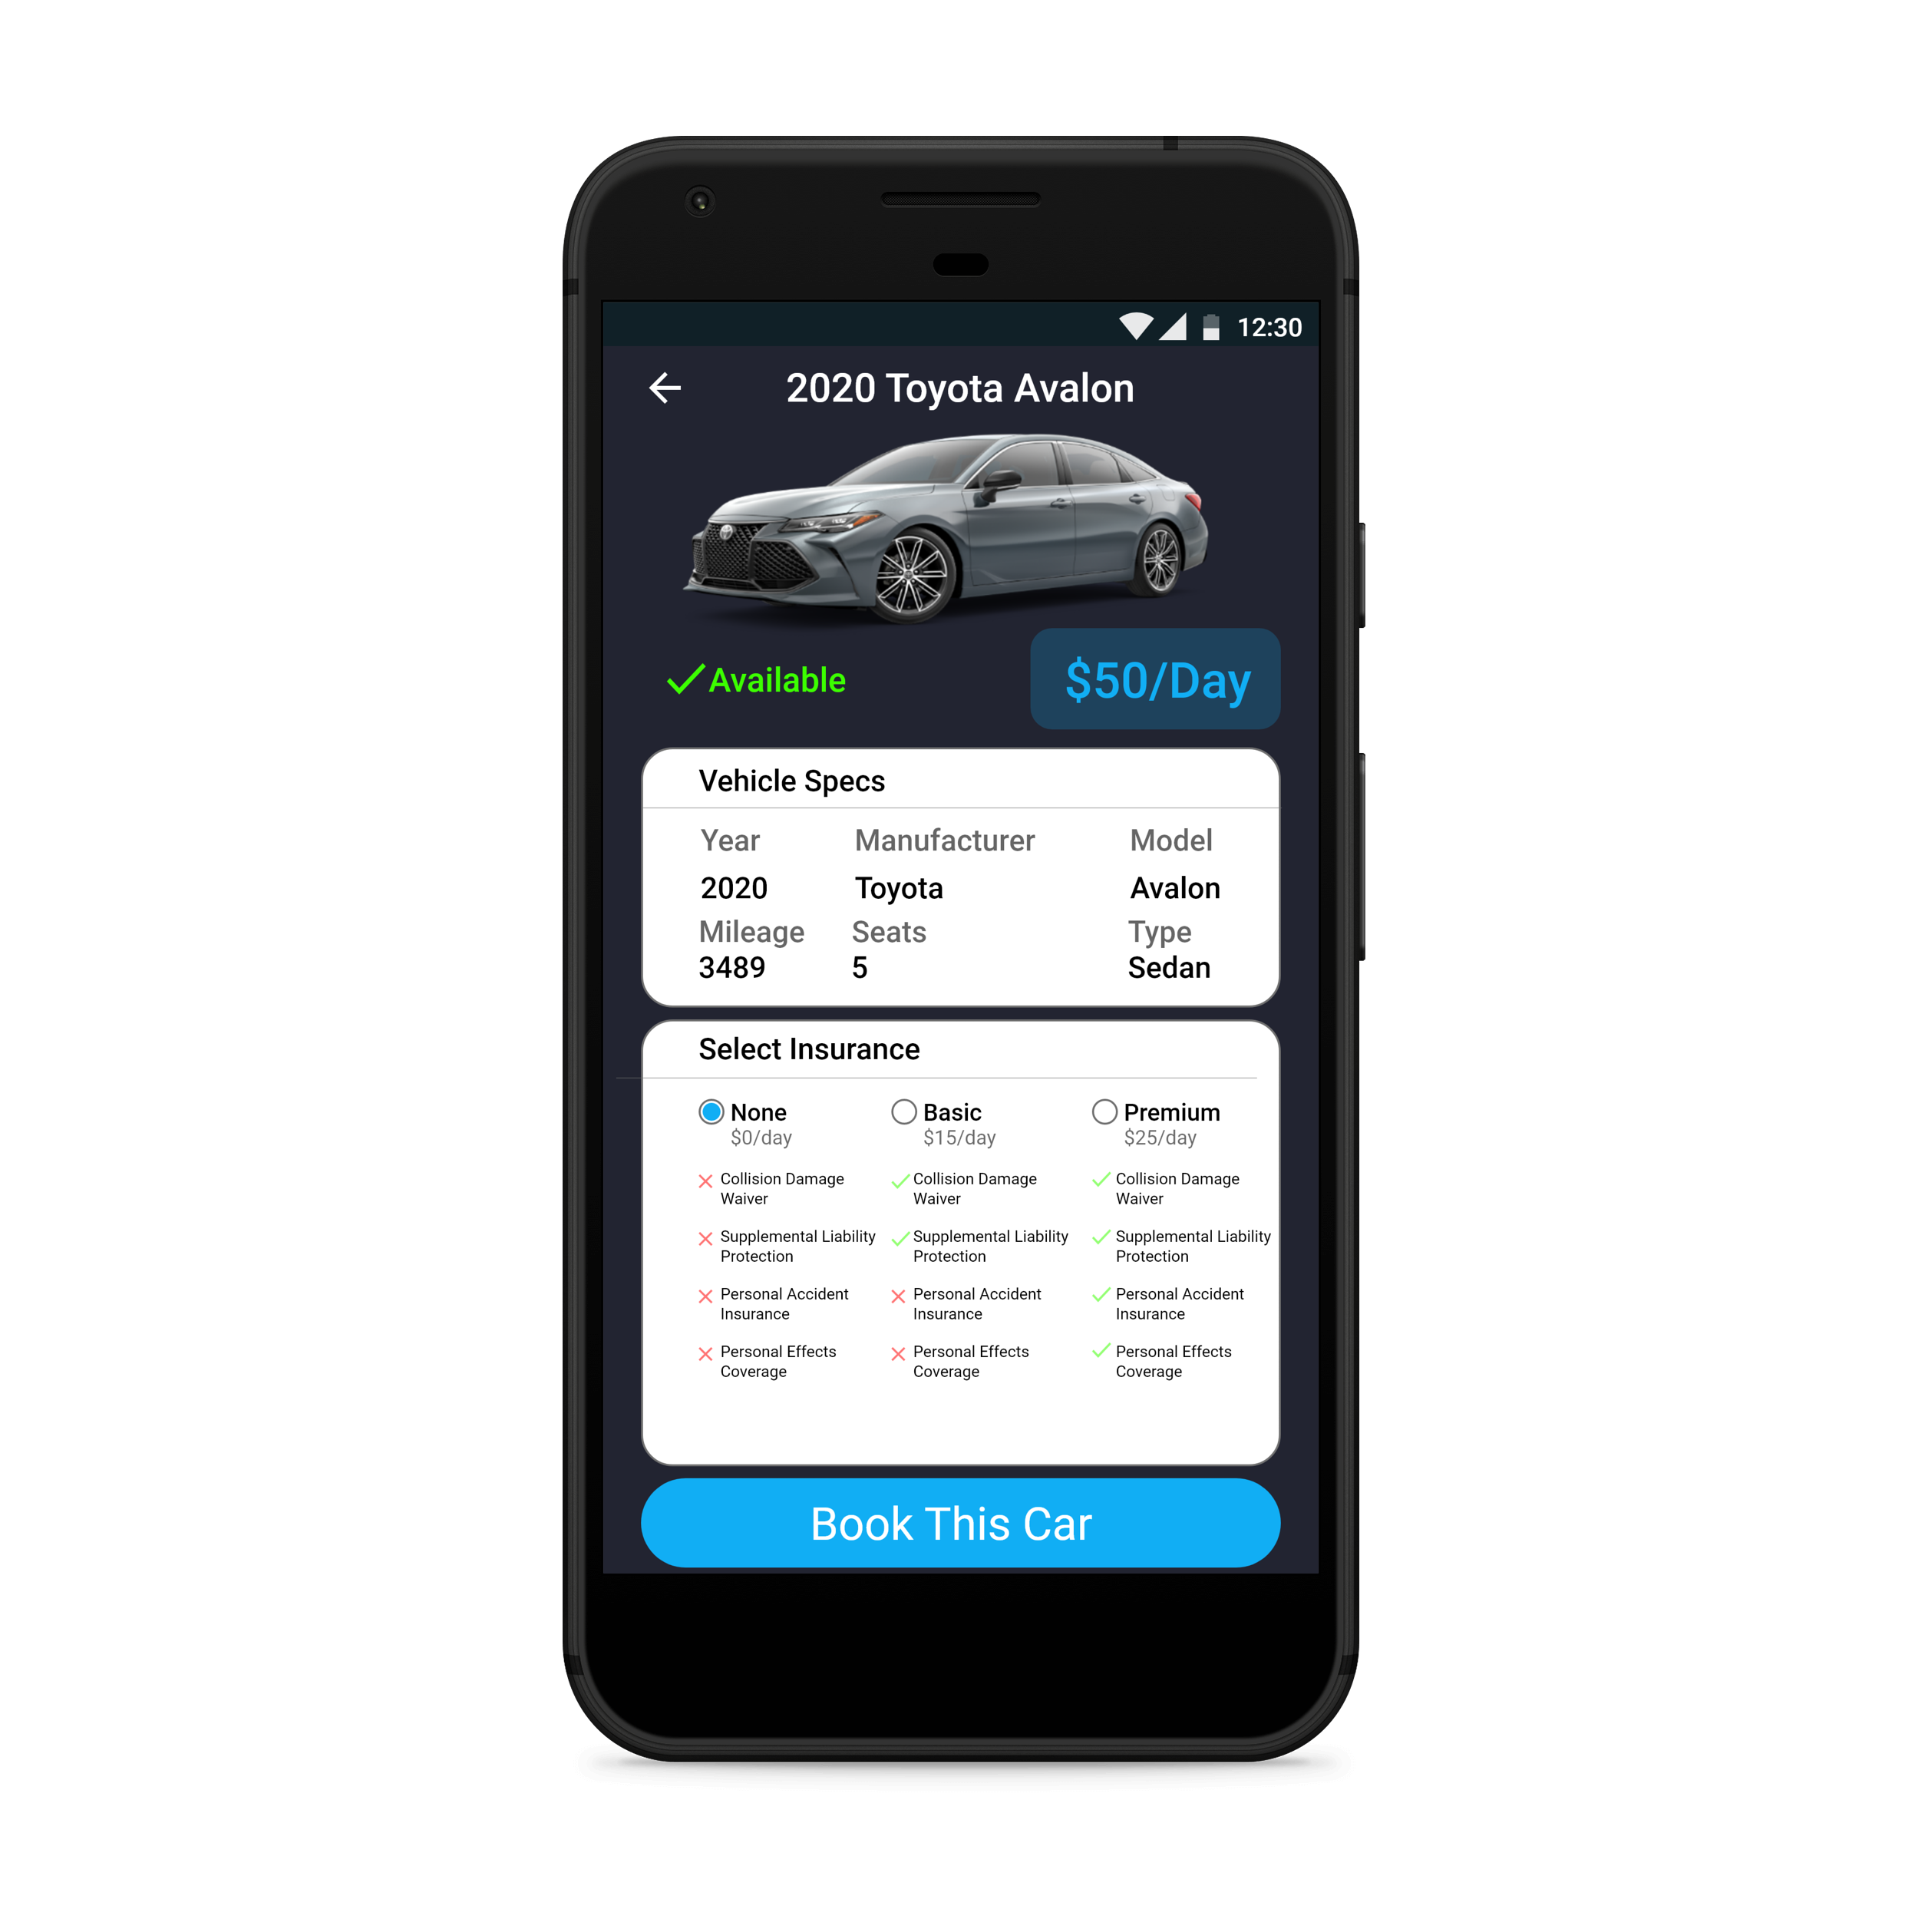 12:30
2020 Toyota Avalon
Available
$50/Day
Vehicle Specs
Year Manufacturer Model
2020 Toyota Avalon
Mileage Seats Type
3489 5 Sedan
Select Insurance
None Basic Premium
$0/day $15/day $25/day
Collision Damage Collision Damage Collision Damage
Waiver Waiver Waiver
Supplemental Liability Supplemental Liability Supplemental Liability
Protection Protection Protection
Personal Accident Personal Accident Personal Accident
Insurance Insurance Insurance
Personal Effects Personal Effects Personal Effects
Coverage Coverage Coverage
Book This Car